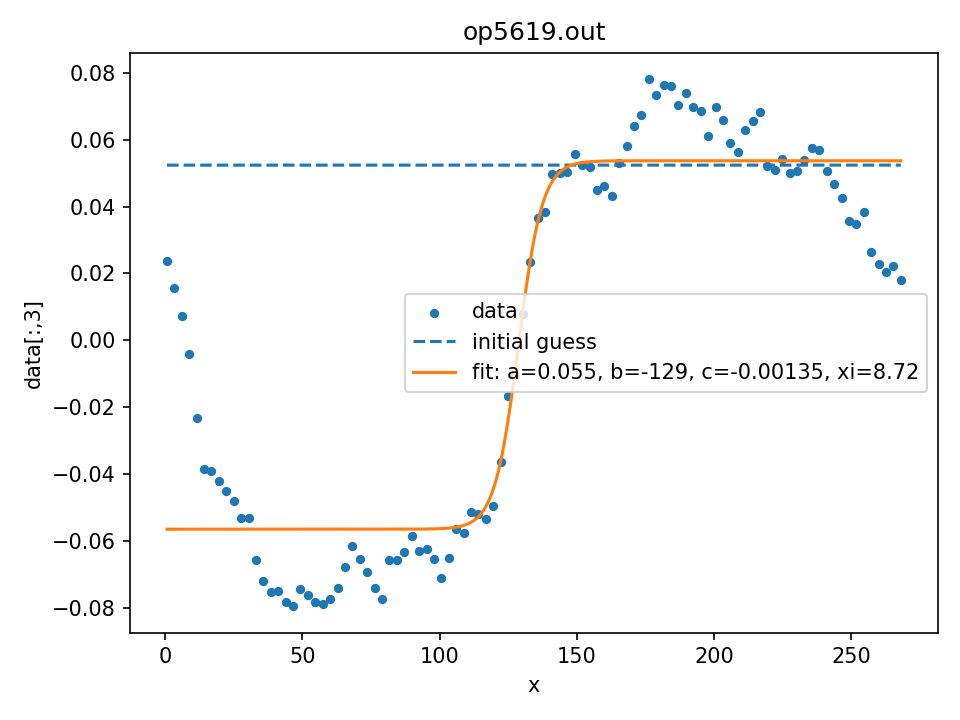 op5619.out
0.08
0.06
0.04
0.02
0.00
−0.02
−0.04
−0.06
−0.08
data[:,3]
data
initial guess
fit: a=0.055, b=-129, c=-0.00135, xi=8.72
0 50 100 150 200 250
x